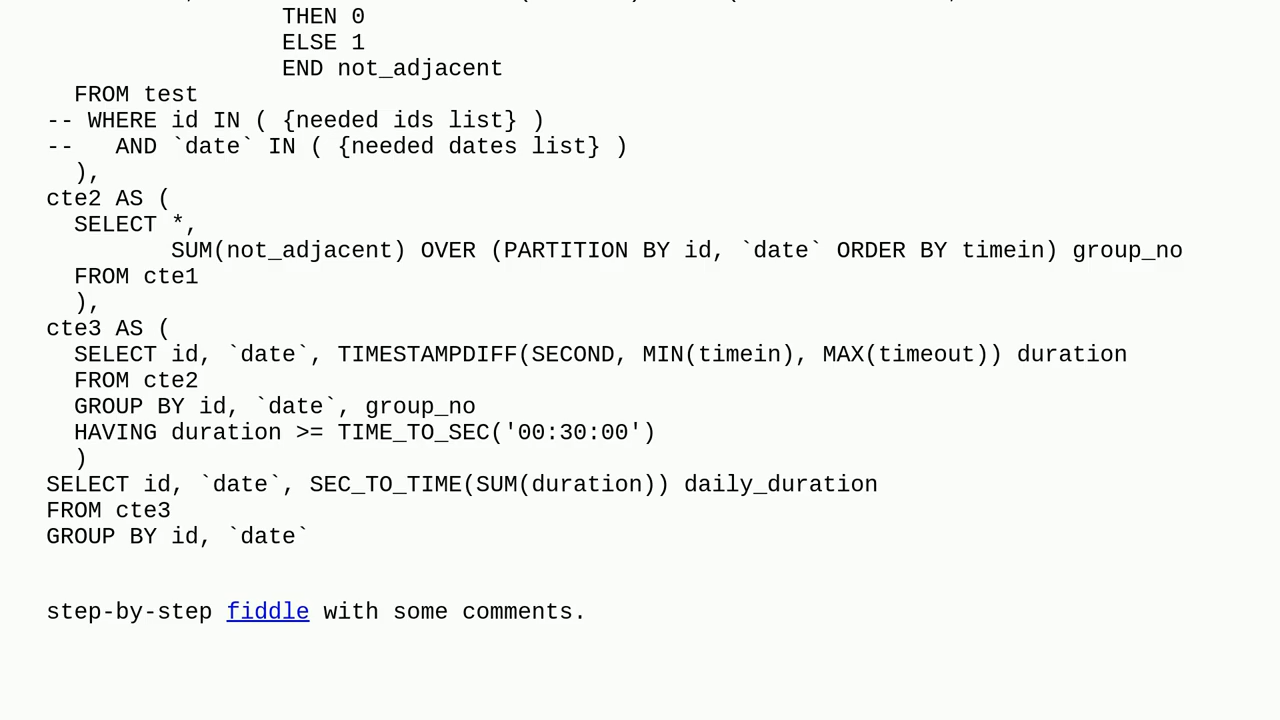 THEN 0
ELSE 1
END not_adjacent
FROM test
-- WHERE id IN ( {needed ids list} )
--   AND `date` IN ( {needed dates list} )
),
cte2 AS (
SELECT *,
SUM(not_adjacent) OVER (PARTITION BY id, `date` ORDER BY timein) group_no
FROM cte1
),
cte3 AS (
SELECT id, `date`, TIMESTAMPDIFF(SECOND, MIN(timein), MAX(timeout)) duration
FROM cte2
GROUP BY id, `date`, group_no
HAVING duration >= TIME_TO_SEC('00:30:00')
)
SELECT id, `date`, SEC_TO_TIME(SUM(duration)) daily_duration
FROM cte3
GROUP BY id, `date`
step-by-step fiddle with some comments.